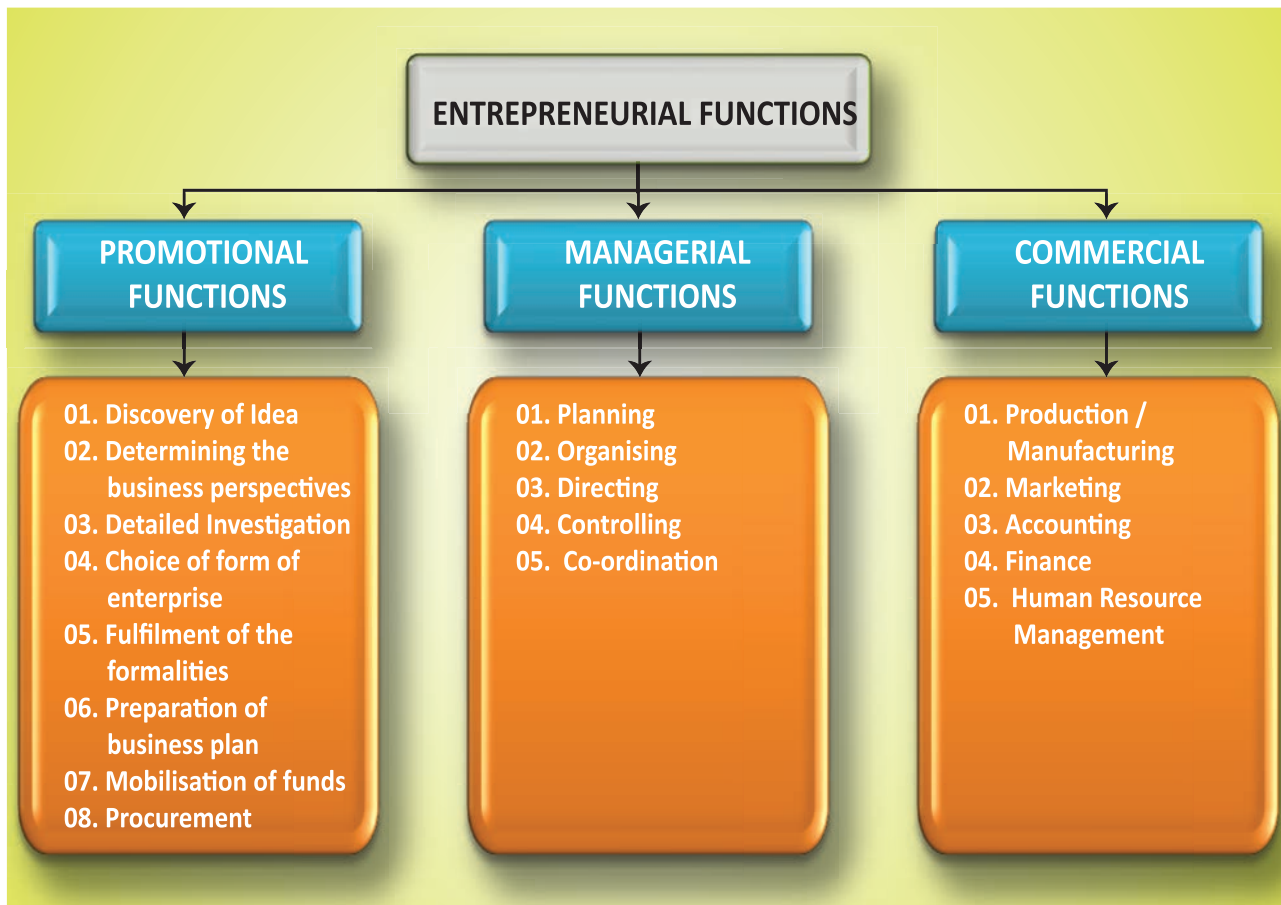 ENTREPRENEURIAL FUNCTIONS
PROMOTIONAL
FUNCTIONS
MANAGERIAL
FUNCTIONS
COMMERCIAL
FUNCTIONS
01. Discovery of Idea
02. Determining the
business perspectives
03. Detailed Investigation
04. Choice of form of
enterprise
05. Fulfilment of the
formalities
06. Preparation of
business plan
07. Mobilisation of funds
08. Procurement
01. Planning
02. Organising
03. Directing
04. Controlling
05. Co-ordination
01. Production /
Manufacturing
02. Marketing
03. Accounting
04. Finance
05. Human Resource
Management